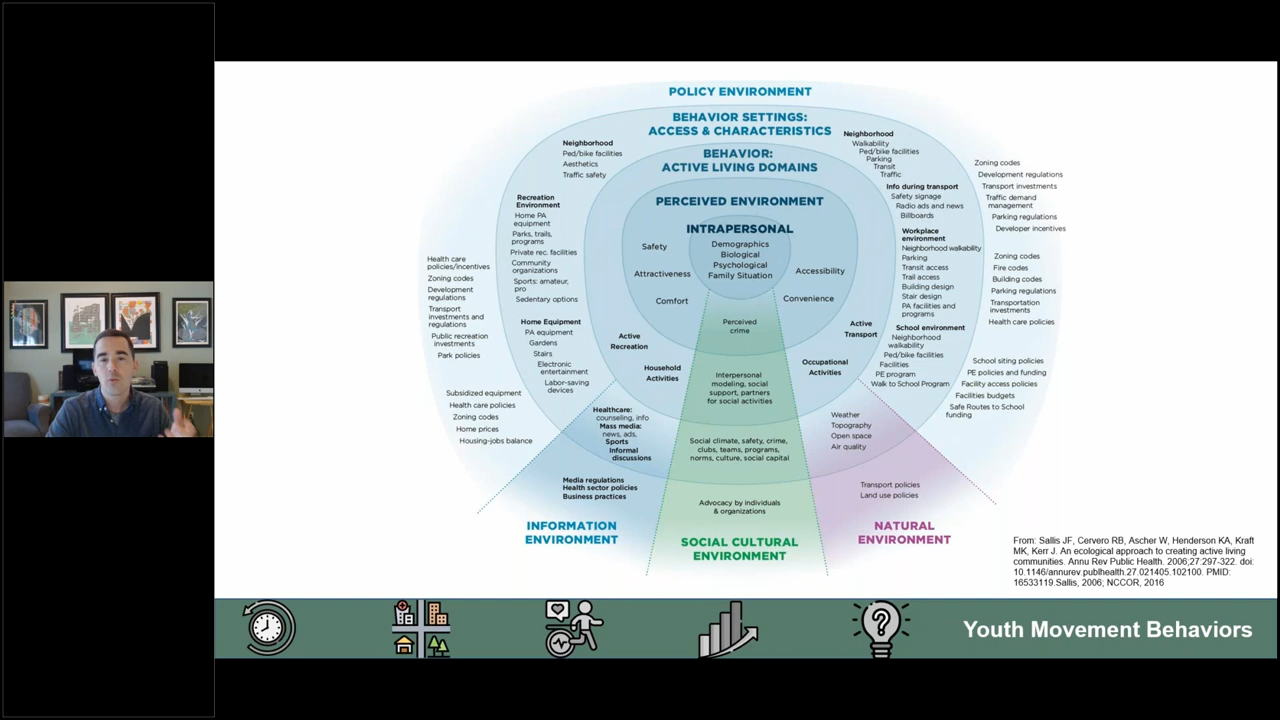 POLICY ENVIRONMENT
BEHAVIOR SETTINGS:
ACCESS & CHARACTERISTICS
BEHAVIOR:
ACTIVE LIVING DOMAINS
PERCEIVED ENVIRONMENT
INTRAPERSONAL
Demographics
Biological
Psychological
Family Situation
Safety
Attractiveness
Comfort
Accessibility
Convenience
Perceived
crime
Active
Recreation
Household
Activities
Active
Transport
Occupational
Activities
Interpersonal
modeling, social
support, partners
for social activities
Social climate, safety, crime,
clubs, teams, programs,
norms, culture, social capital
Advocacy by individuals
& organizations
SOCIAL CULTURAL
ENVIRONMENT
Neighborhood
Ped/bike facilities
Aesthetics
Traffic safety
Recreation
Environment
Home PA
equipment
Parks, trails,
programs
Private rec. facilities
Community
organizations
Sports: amateur,
pro
Sedentary options
Home Equipment
PA equipment
Gardens
Stairs
Electronic
entertainment
Labor-saving
devices
Healthcare:
counseling, info
Mass media:
news, ads,
Sports
Informal
discussions
Media regulations
Health sector policies
Business practices
INFORMATION
ENVIRONMENT
Health care
policies/incentives
Zoning codes
Development
regulations
Transport
investments and
regulations
Public recreation
investments
Park policies
Subsidized equipment
Health care policies
Zoning codes
Home prices
Housing-jobs balance
Neighborhood
Walkability
Ped/bike facilities
Parking
Transit
Traffic
Info during transport
Safety signage
Radio ads and news
Billboards
Workplace
environment
Neighborhood walkability
Parking
Transit access
Trail access
Building design
Stair design
PA facilities and
programs
School environment
Neighborhood
walkability
Ped/bike facilities
Facilities
PE program
Walk to School Program
Weather
Topography
Open space
Air quality
Transport policies
Land use policies
NATURAL
ENVIRONMENT
Zoning codes
Development regulations
Transport investments
Traffic demand
management
Parking regulations
Developer incentives
Zoning codes
Fire codes
Building codes
Parking regulations
Transportation
investments
Health care policies
School siting policies
PE policies and funding
Facility access policies
Facilities budgets
Safe Routes to School
funding
From: Sallis JF, Cervero RB, Ascher W, Henderson KA, Kraft
MK, Kerr J. An ecological approach to creating active living
communities. Annu Rev Public Health. 2006;27:297-322. doi:
10.1146/annurev.publhealth.27.021405.102100. PMID:
16533119.Sallis, 2006; NCCOR, 2016
Youth Movement Behaviors